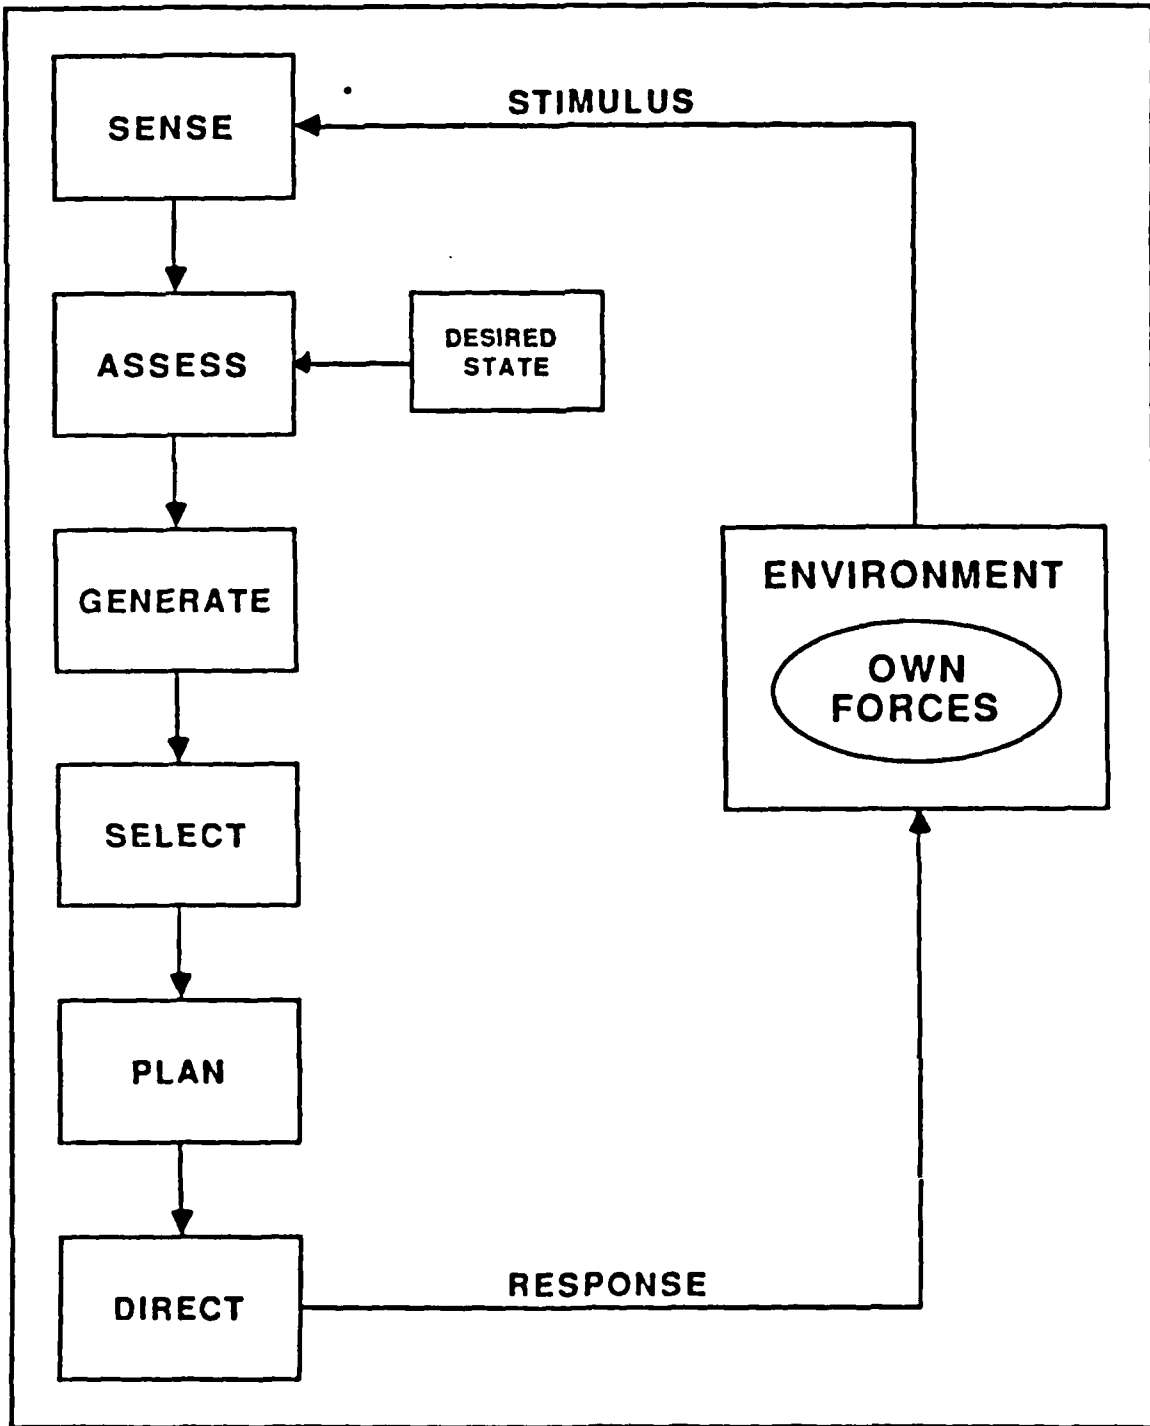 SENSE
STIMULUS
ASSESS
DESIRED
STATE
GENERATE
ENVIRONMENT
OWN
FORCES
SELECT
PLAN
DIRECT
RESPONSE